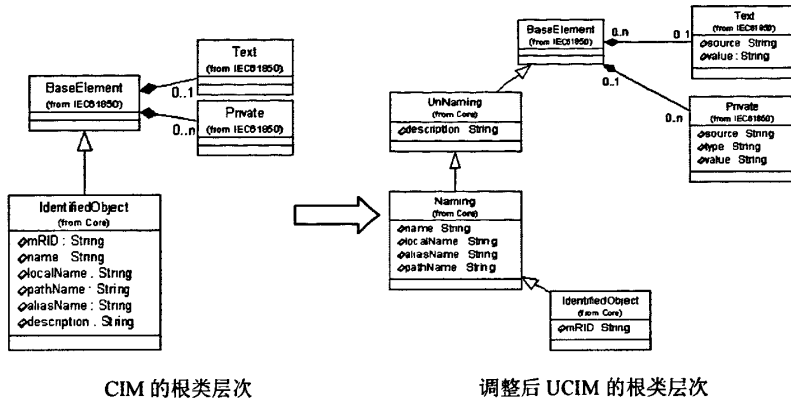 Text
(from IEC61850)
0..1
BaseElement
(from IEC61850)
Private
(from IEC61850)
0..n
IdentifiedObject
(from Core)
mRID : String
name String
localName . String
pathName : String
aliasName : String
description . String
CIM 的根类层次
BaseElement
(from IEC61850)
0..n
0 1
Text
(from IEC61850)
source String
value : String
0..1
0..n
Private
(from IEC61850)
source String
type String
value String
UnNaming
(from Core)
description String
Naming
(from Core)
name String
localName String
aliasName String
pathName String
IdentifiedObject
(from Core)
mRID String
调整后 UCIM 的根类层次